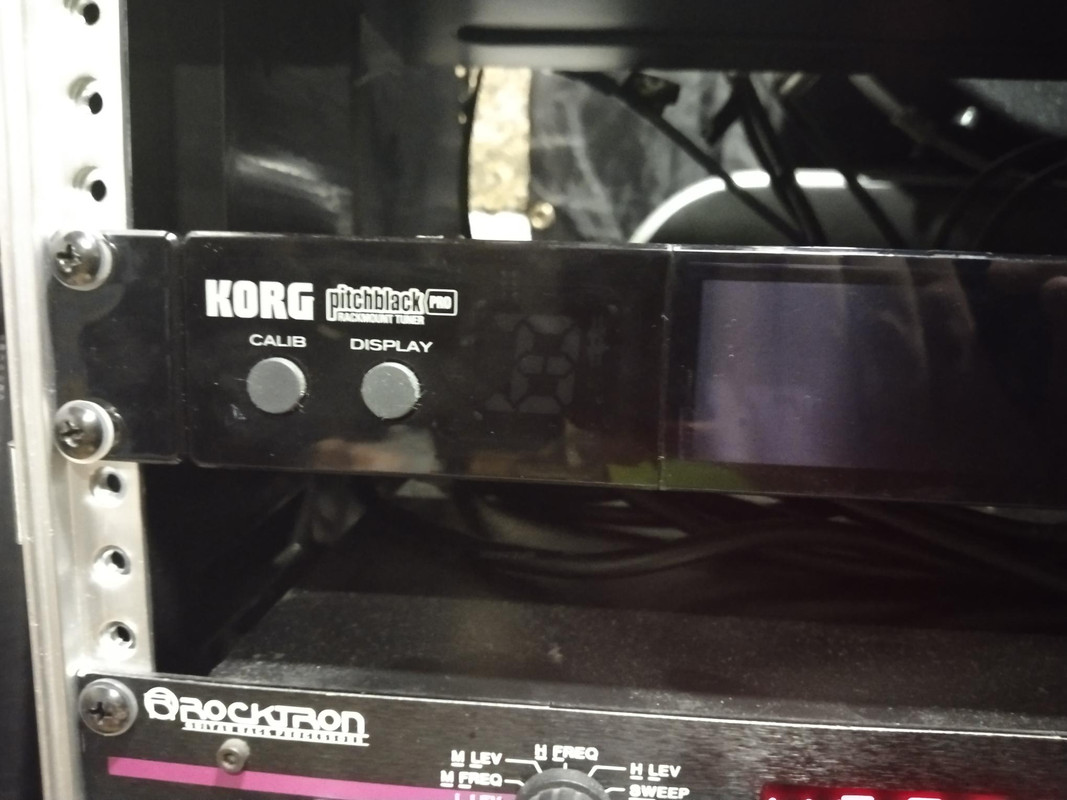 KORG pitchblack PRO
RACKMOUNT TUNER
CALIB DISPLAY
ROCKTRON
H FREQ
M LEV H LEV
M FREQ SWEEP